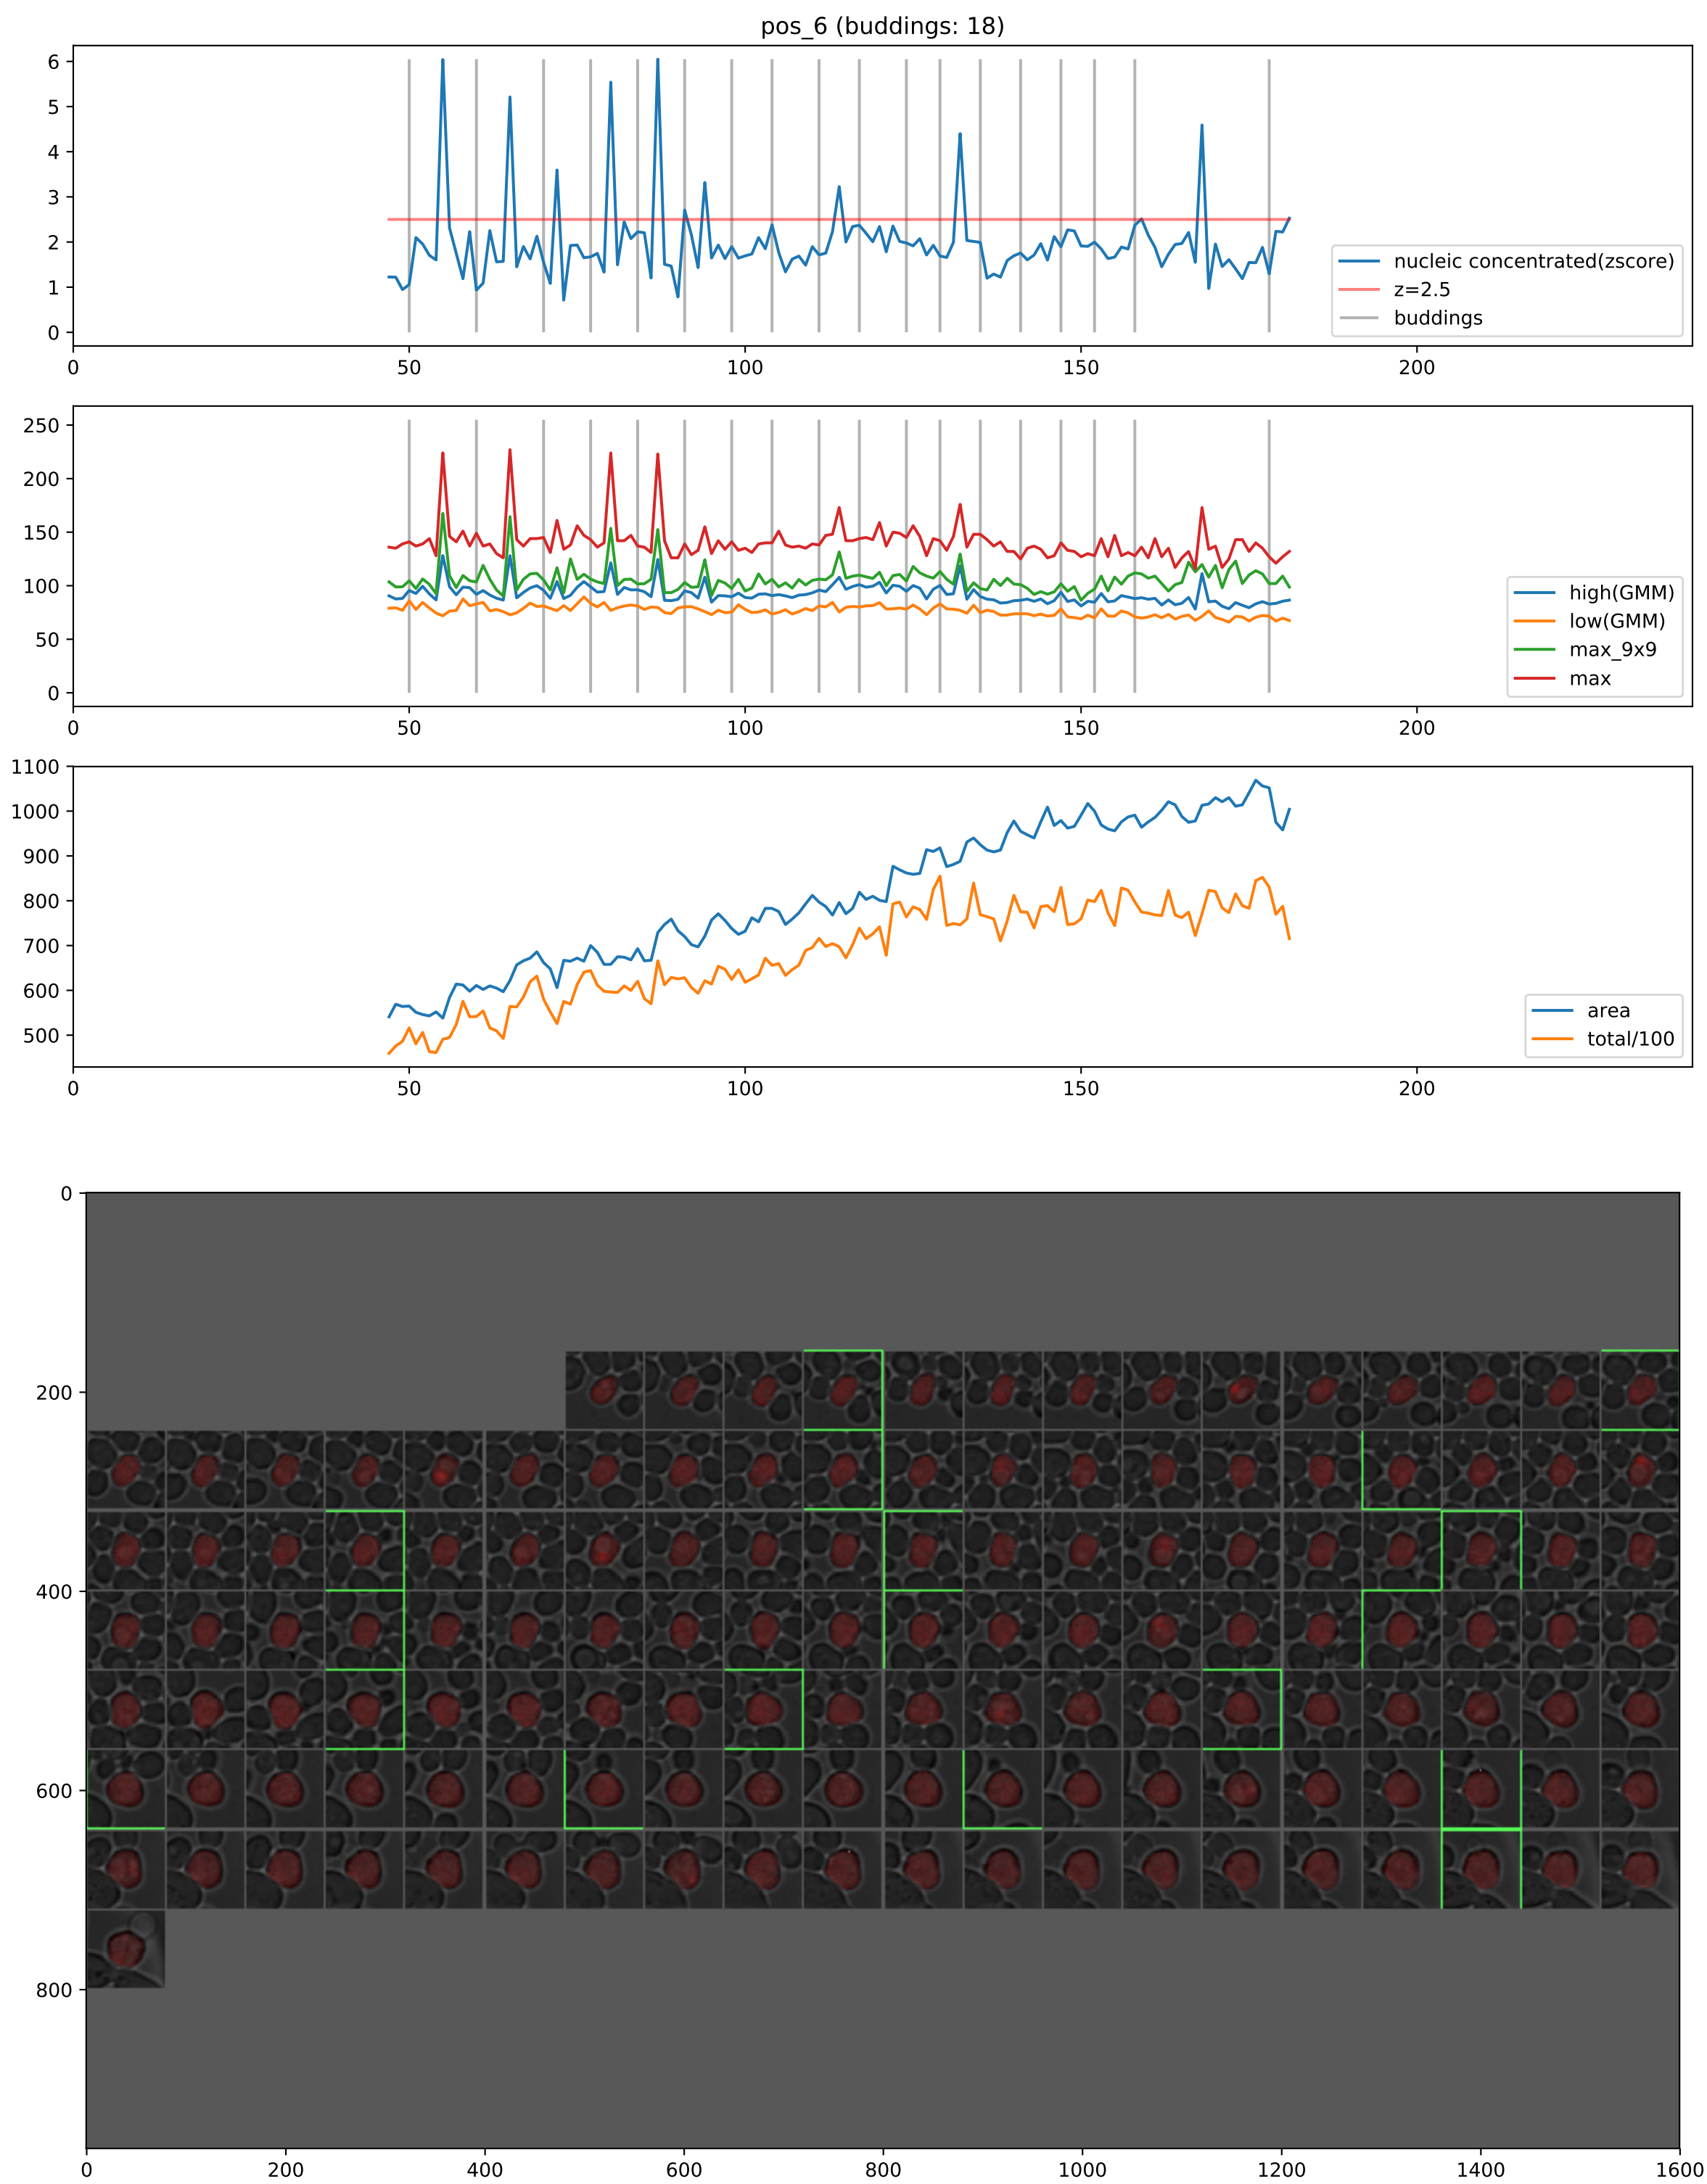 pos_6 (buddings: 18)
6
5
4
3
2
1
0
nucleic concentrated(zscore)
z=2.5
buddings
0 50 100 150 200
250
200
150
100
50
0
high(GMM)
low(GMM)
max_9x9
max
0 50 100 150 200
1100
1000
900
800
700
600
500
area
total/100
0 50 100 150 200
0
200
400
600
800
0 200 400 600 800 1000 1200 1400 1600